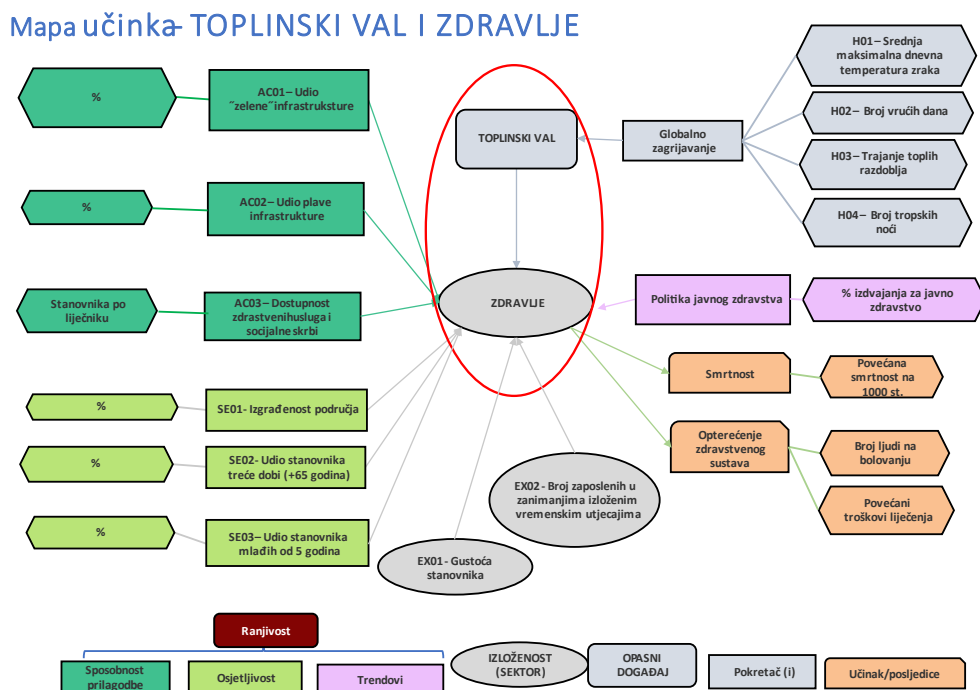 Mapa učinka– TOPLINSKI VAL I ZDRAVLJE
%
AC01– Udio
˝zelene˝ infrastruksture
%
AC02– Udio plave
infrastrukture
Stanovnika po
liječniku
AC03 – Dostupnost
zdrastvenihusluga i
socijalne skrbi
%
SE01- Izgrađenost područja
%
SE02- Udio stanovnika
treće dobi (+65 godina)
%
SE03– Udio stanovnika
mlađih od 5 godina
TOPLINSKI VAL
ZDRAVLJE
EX02 - Broj zaposlenih u
zanimanjima izloženim
vremenskim utjecajima
EX01 - Gustoća
stanovnika
Globalno
zagrijavanje
H01 – Srednja
maksimalna dnevna
temperatura zraka
H02 – Broj vrućih dana
H03 – Trajanje toplih
razdoblja
H04 – Broj tropskih
noći
Politika javnog zdravstva
% izdvajanja za javno
zdravstvo
Smrtnost
Povećana
smrtnost na
1000 st.
Opterećenje
zdravstvenog
sustava
Broj ljudi na
bolovanju
Povećani
troškovi liječenja
Ranjivost
Sposobnost
prilagodbe
Osjetljivost
Trendovi
IZLOŽENOST
(SEKTOR)
OPASNI
DOGAĐAJ
Pokretač (i)
Učinak/posljedice